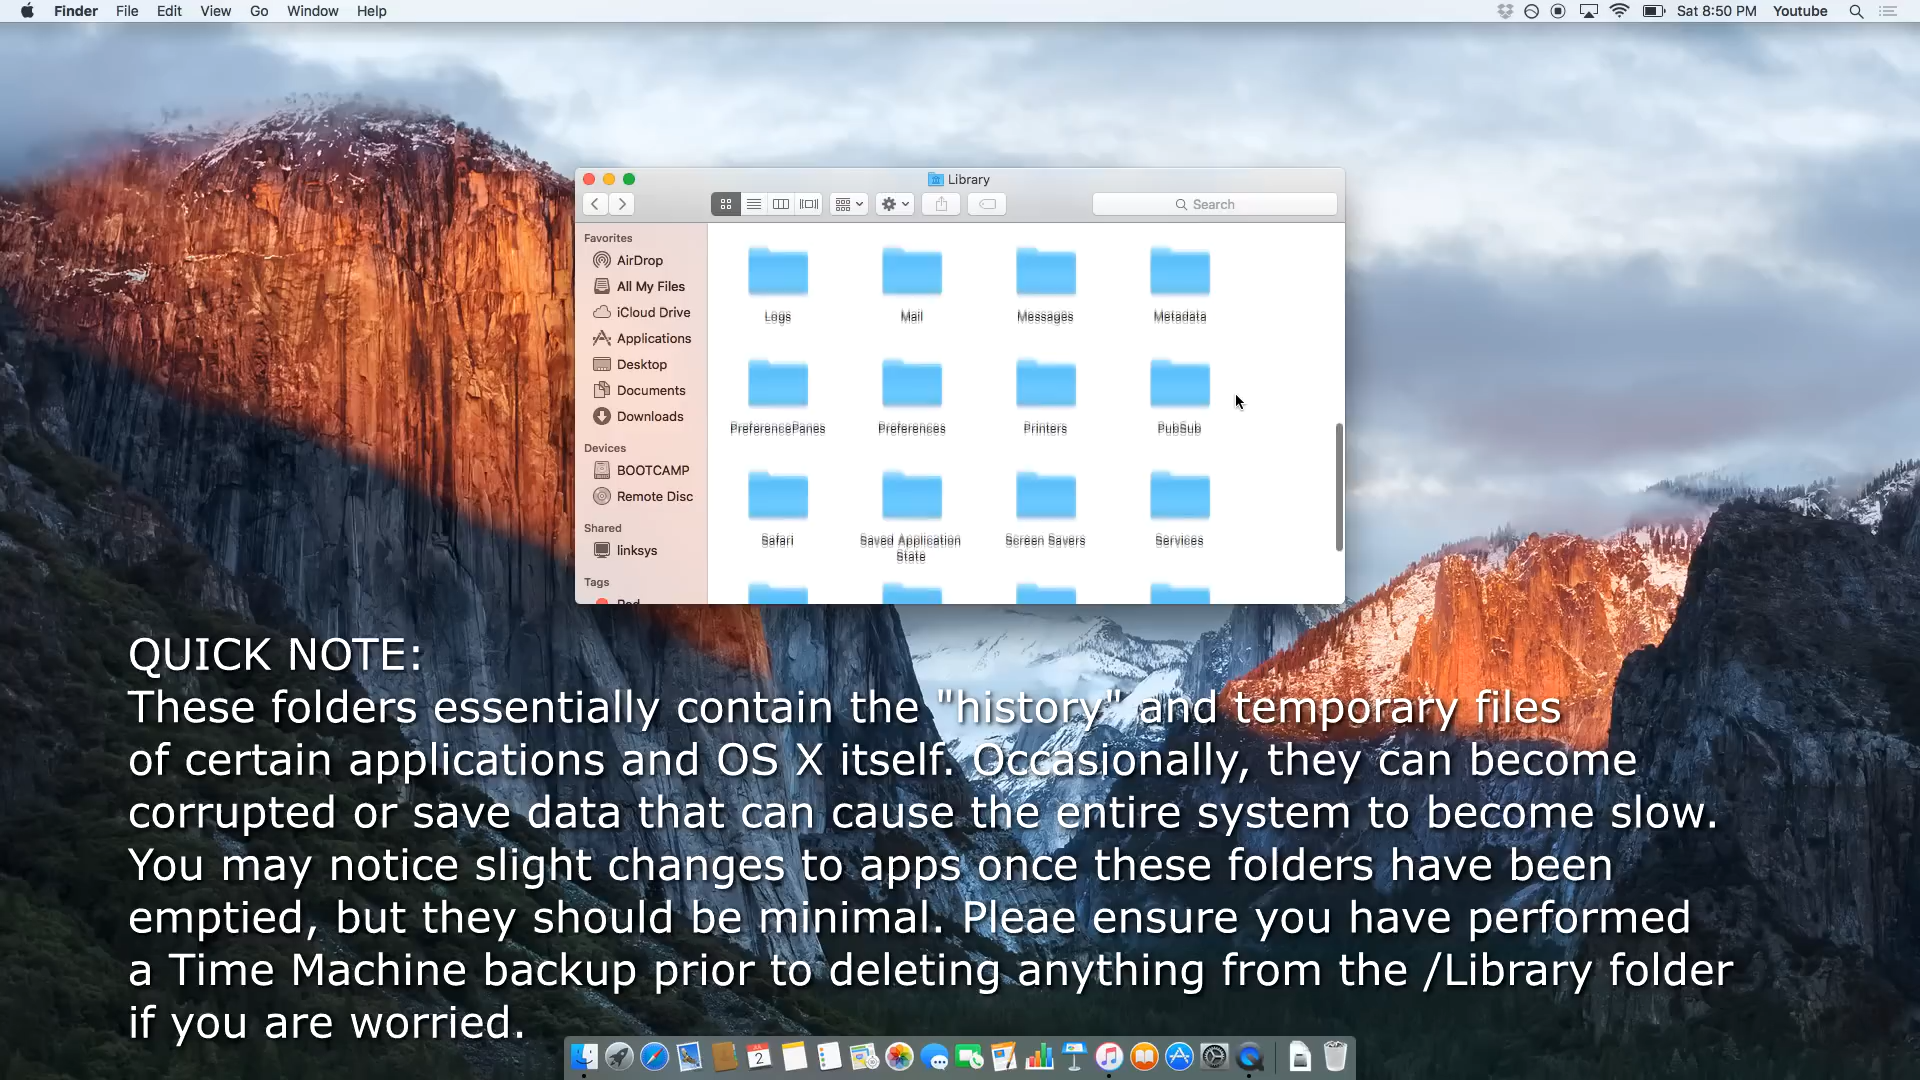 Finder File Edit View Go Window Help
Sat 8:50 PM Youtube
Library
Search
Favorites
AirDrop
All My Files
iCloud Drive
Applications
Desktop
Documents
Downloads
Devices
BOOTCAMP
Remote Disc
Shared
linksys
Tags
Red
Logs Mail Messages Metadata
PreferencePanes Preferences Printers PubSub
Safari Saved Application State Screen Savers Services
QUICK NOTE:
These folders essentially contain the "history" and temporary files
of certain applications and OS X itself. Occasionally, they can become
corrupted or save data that can cause the entire system to become slow.
You may notice slight changes to apps once these folders have been
emptied, but they should be minimal. Pleae ensure you have performed
a Time Machine backup prior to deleting anything from the /Library folder
if you are worried.
2